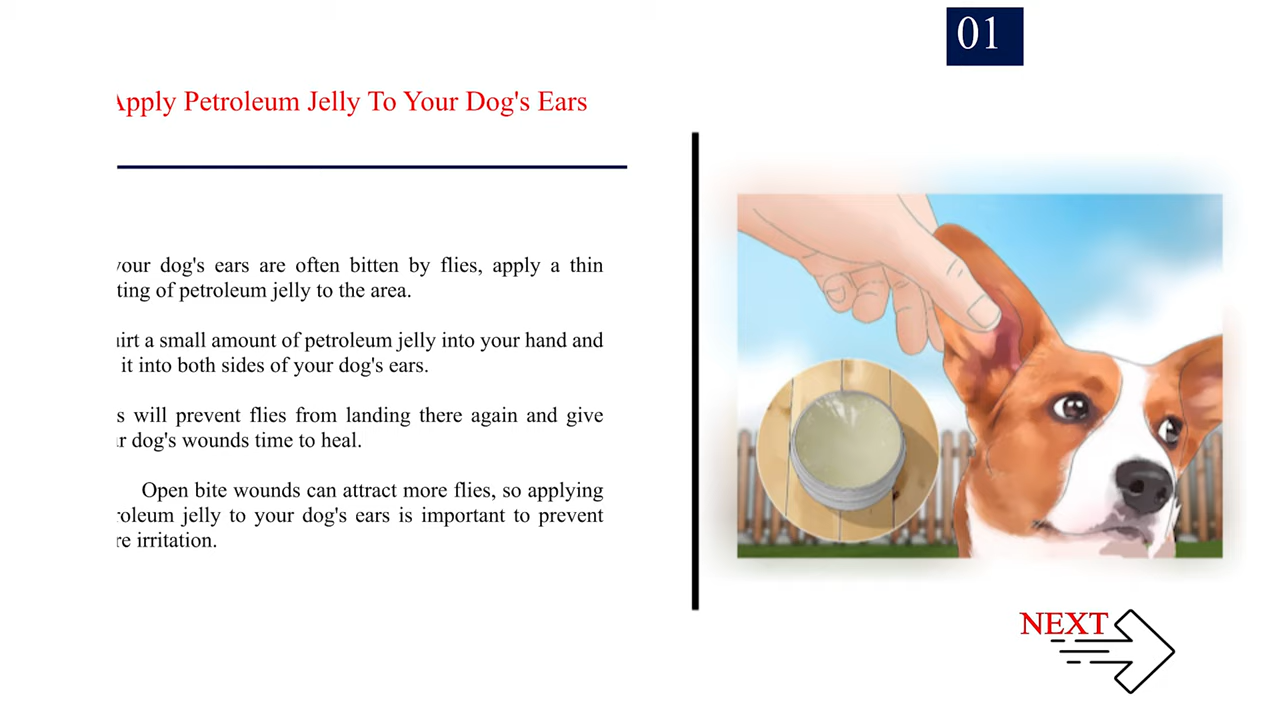 01
Apply Petroleum Jelly To Your Dog's Ears
your dog's ears are often bitten by flies, apply a thin
ting of petroleum jelly to the area.
a small amount of petroleum jelly into your hand and
it into both sides of your dog's ears.
s will prevent flies from landing there again and give
r dog's wounds time to heal.
Open bite wounds can attract more flies, so applying
roleum jelly to your dog's ears is important to prevent
re irritation.
NEXT